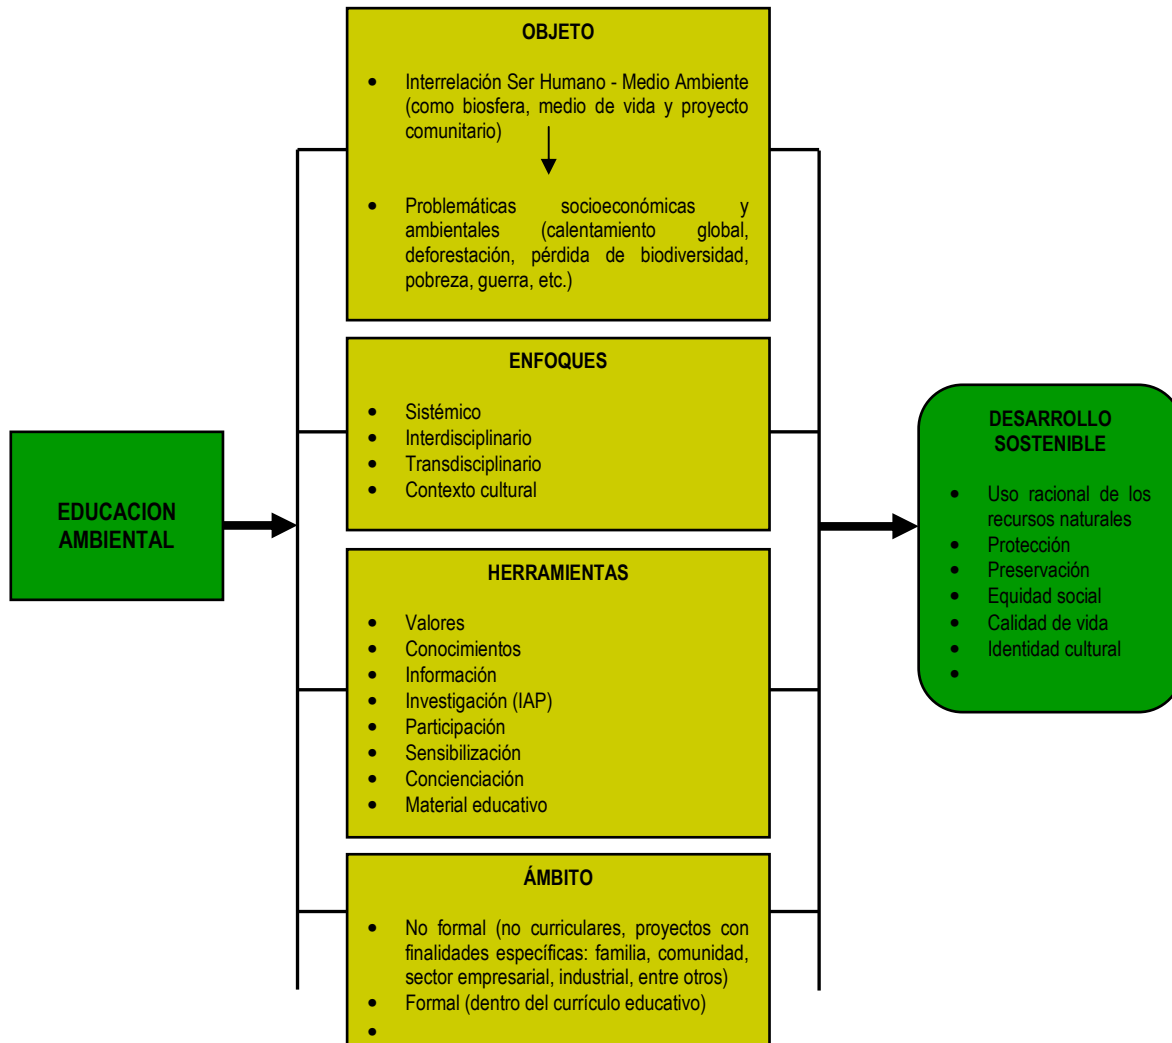 OBJETO
• Interrelación Ser Humano - Medio Ambiente
(como biosfera, medio de vida y proyecto
comunitario)
• Problemáticas socioeconómicas y
ambientales (calentamiento global,
deforestación, pérdida de biodiversidad,
pobreza, guerra, etc.)
ENFOQUES
• Sistémico
• Interdisciplinario
• Transdisciplinario
• Contexto cultural
EDUCACION
AMBIENTAL
HERRAMIENTAS
• Valores
• Conocimientos
• Información
• Investigación (IAP)
• Participación
• Sensibilización
• Concienciación
• Material educativo
ÁMBITO
• No formal (no curriculares, proyectos con
finalidades específicas: familia, comunidad,
sector empresarial, industrial, entre otros)
• Formal (dentro del currículo educativo)
•
DESARROLLO
SOSTENIBLE
• Uso racional de los
recursos naturales
• Protección
• Preservación
• Equidad social
• Calidad de vida
• Identidad cultural
•